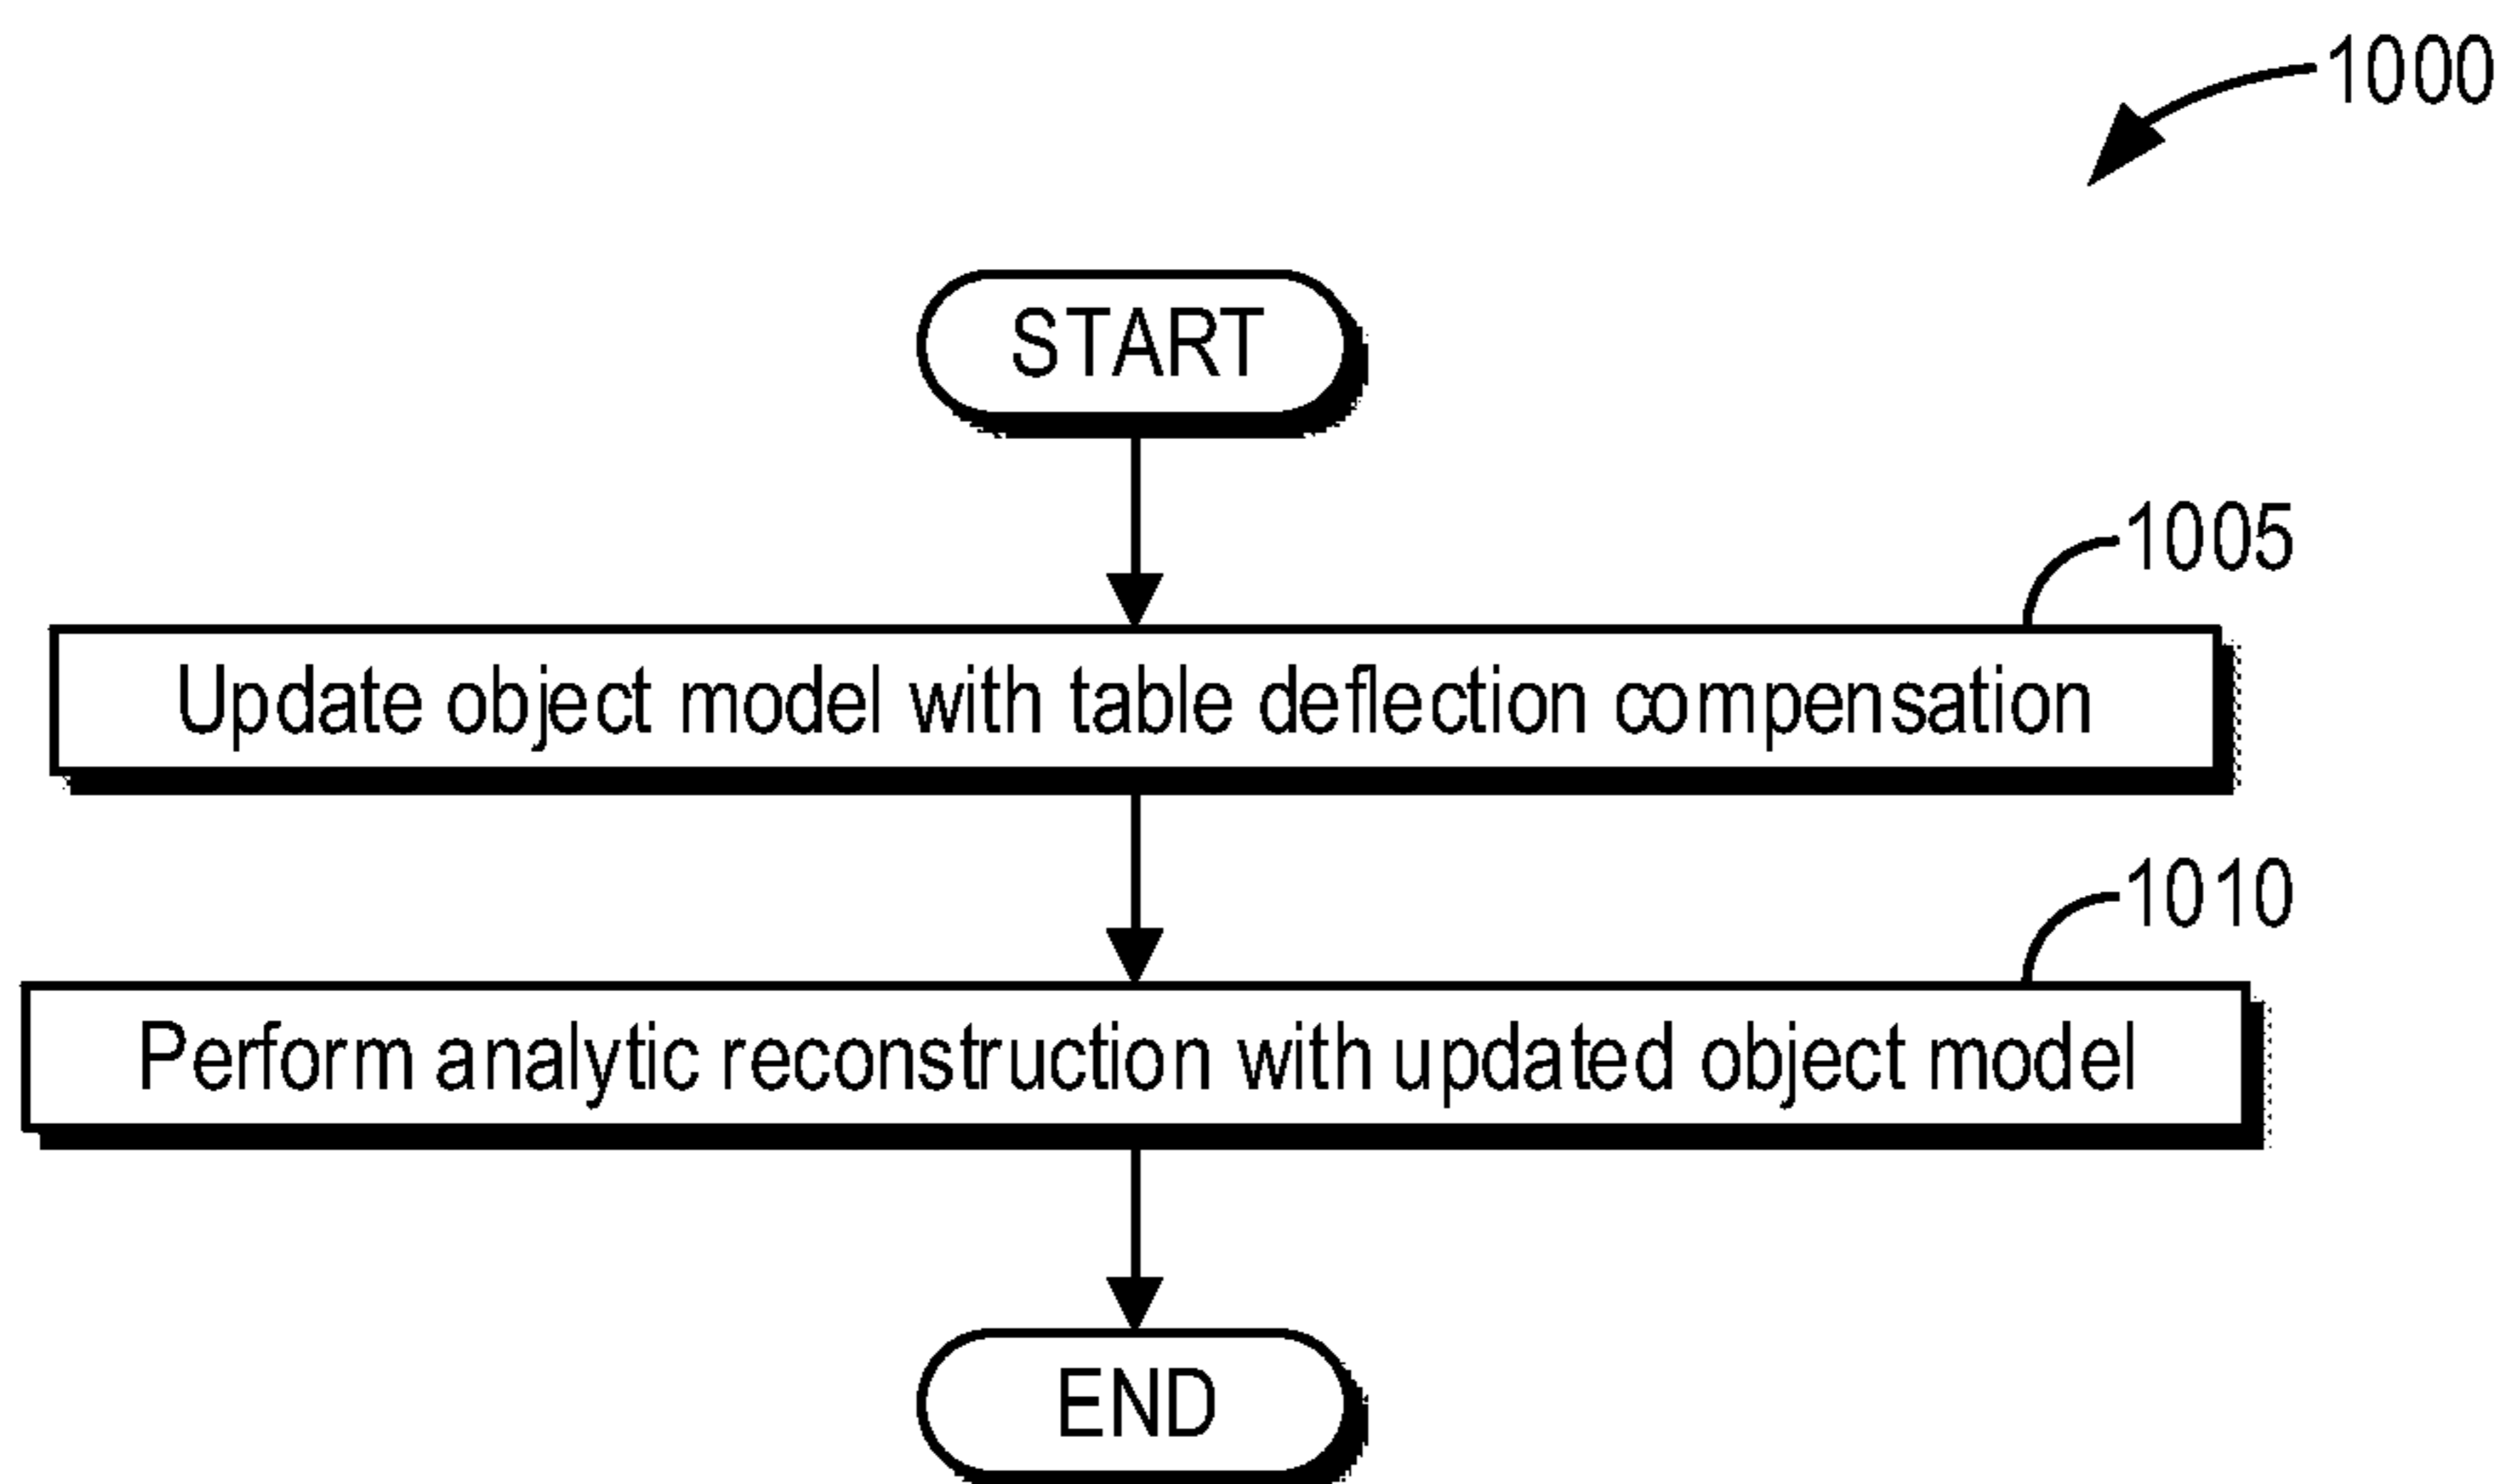 1000
START
1005
Update object model with table deflection compensation
1010
Perform analytic reconstruction with updated object model
END